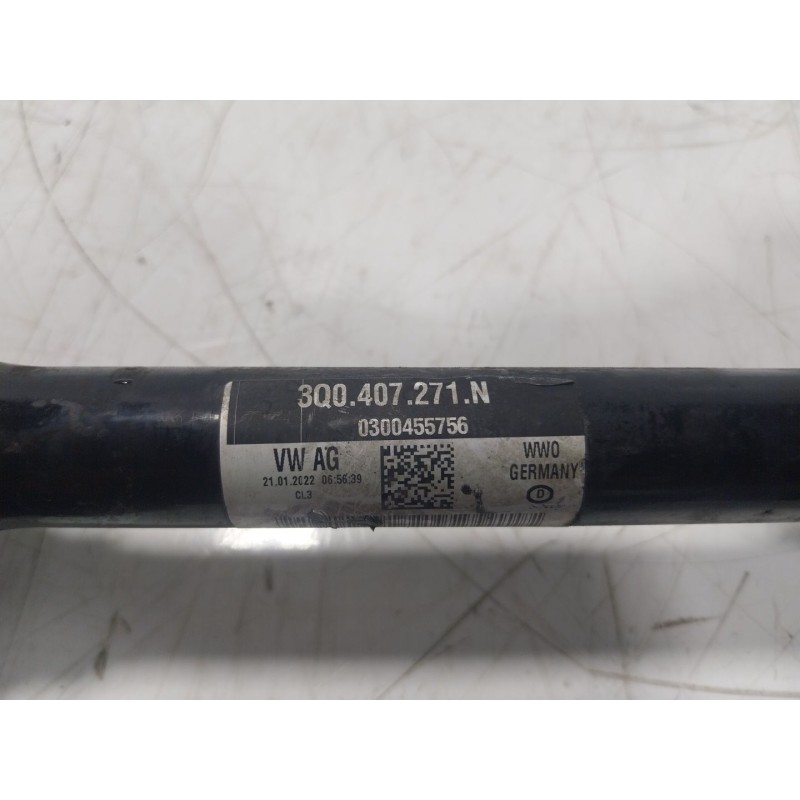 3Q0.407.271.N
0300455756
VW AG
21.01.2022 06:56:39
CL3
WWO
GERMANY
D